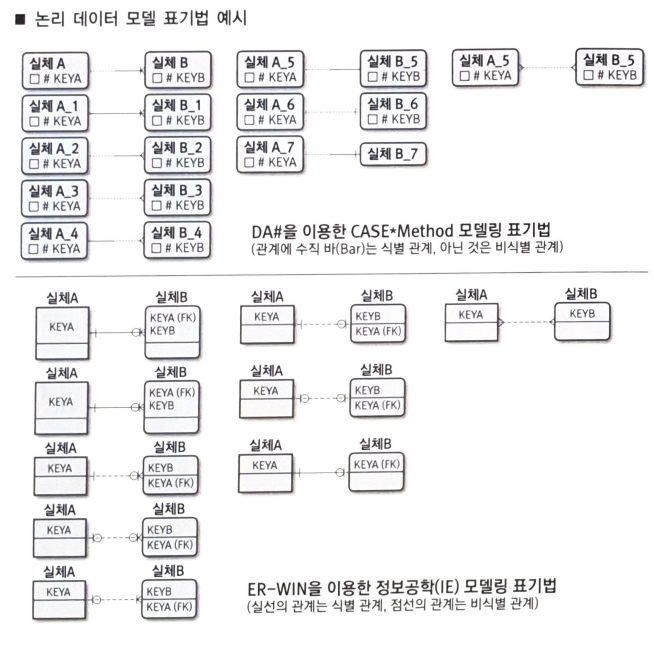 ■ 논리 데이터 모델 표기법 예시
실체 A 실체 B 실체 A_5 실체 B_5 실체 A_5 실체 B_5
□ # KEYA □ # KEYB □ # KEYA □ # KEYB □ # KEYA □ # KEYB
실체 A_1 실체 B_1 실체 A_6 실체 B_6
□ # KEYA □ # KEYB □ # KEYA □ # KEYB
실체 A_2 실체 B_2 실체 A_7 실체 B_7
□ # KEYA □ # KEYB □ # KEYA
실체 A_3 실체 B_3
□ # KEYA □ # KEYB
실체 A_4 실체 B_4
□ # KEYA □ # KEYB
DA#을 이용한 CASE*Method 모델링 표기법
(관계에 수직 바(Bar)는 식별 관계, 아닌 것은 비식별 관계)
실체A 실체B 실체A 실체B 실체A 실체B
KEYA KEYA (FK) KEYA KEYB KEYA KEYB
KEYB KEYA (FK)
실체A 실체B 실체A 실체B
KEYA KEYA (FK) KEYA KEYB
KEYB KEYA (FK)
실체A 실체B 실체A 실체B
KEYA KEYB KEYA KEYA (FK)
KEYA (FK)
실체A 실체B
KEYA KEYB
KEYA (FK)
실체A 실체B
KEYA KEYB
KEYA (FK)
ER-WIN을 이용한 정보공학(IE) 모델링 표기법
(실선의 관계는 식별 관계, 점선의 관계는 비식별 관계)